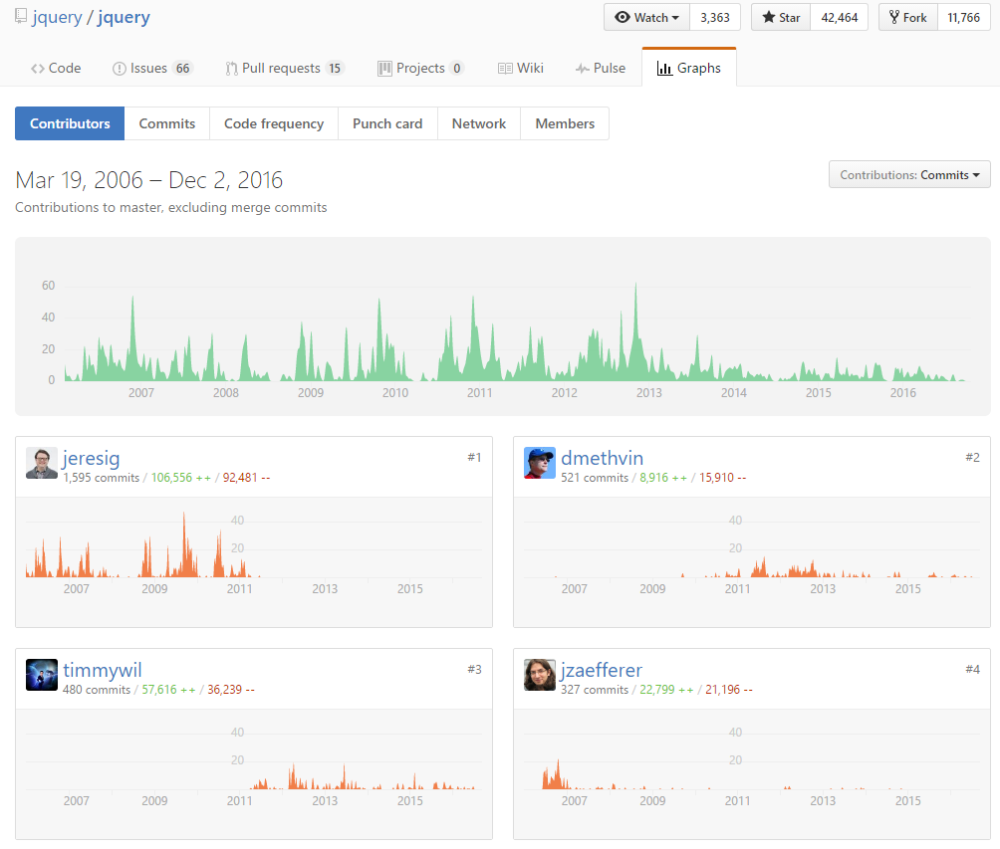 jquery / jquery
Watch 3,363 Star 42,464 Fork 11,766
Code Issues 66 Pull requests 15 Projects 0 Wiki Pulse Graphs
Contributors Commits Code frequency Punch card Network Members
Mar 19, 2006 – Dec 2, 2016
Contributions: Commits
Contributions to master, excluding merge commits
60
40
20
0
2007 2008 2009 2010 2011 2012 2013 2014 2015 2016
jeresig #1
1,595 commits / 106,556 ++ / 92,481 --
40
20
2007 2009 2011 2013 2015
dmethvin #2
521 commits / 8,916 ++ / 15,910 --
40
20
2007 2009 2011 2013 2015
timmywil #3
480 commits / 57,616 ++ / 36,239 --
40
20
2007 2009 2011 2013 2015
jzaefferer #4
327 commits / 22,799 ++ / 21,196 --
40
20
2007 2009 2011 2013 2015